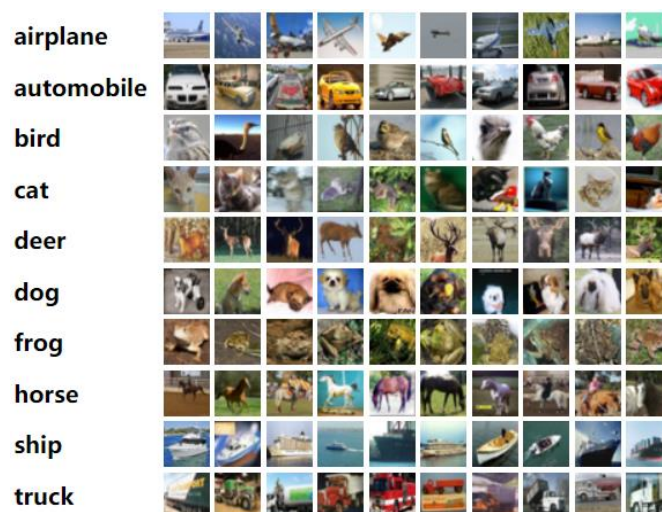 airplane
automobile
bird
cat
deer
dog
frog
horse
ship
truck